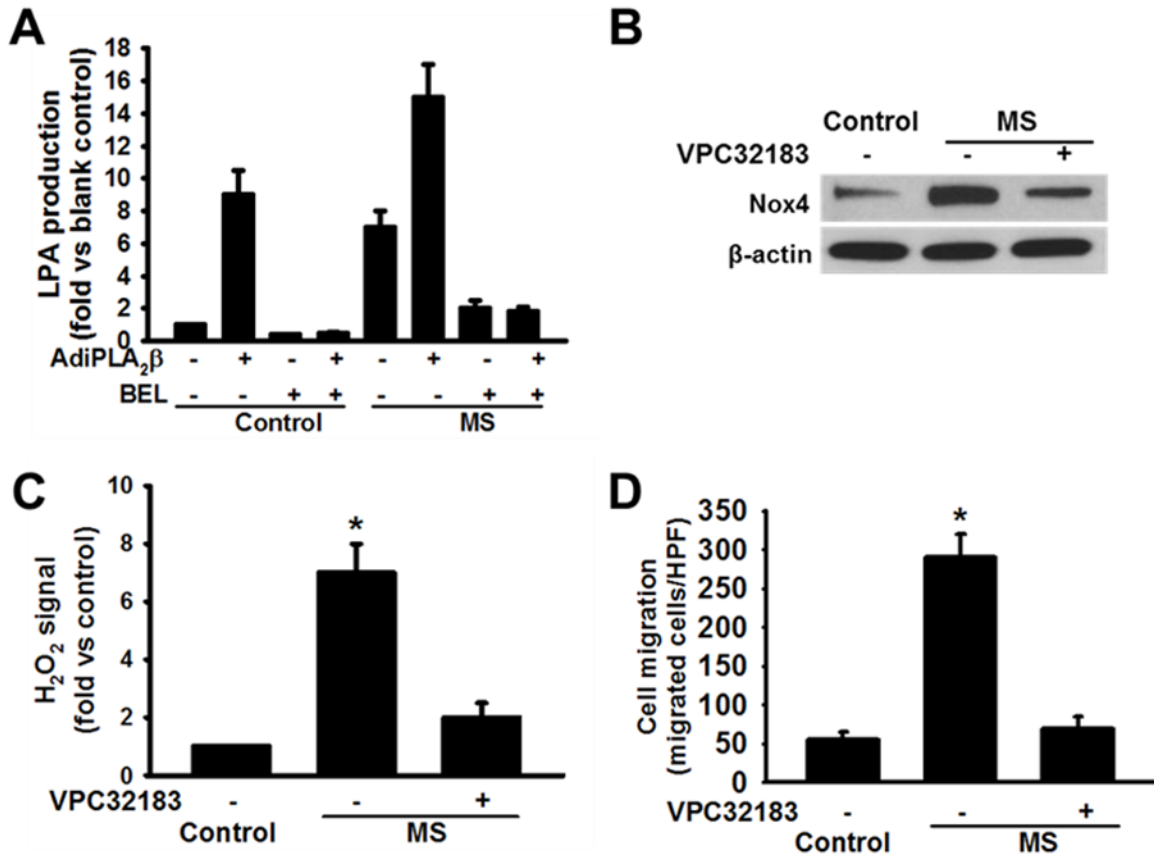 A
LPA production
(fold vs blank control)
18
16
14
12
10
8
6
4
2
0
AdiPLA₂β - + - + - + - +
BEL - - + + - - + +
Control MS
B
Control MS
VPC32183 - - +
Nox4
β-actin
C
H₂O₂ signal
(fold vs control)
10
8
6
4
2
0
*
VPC32183 - - +
Control MS
D
Cell migration
(migrated cells/HPF)
350
300
250
200
150
100
50
0
*
VPC32183 - - +
Control MS